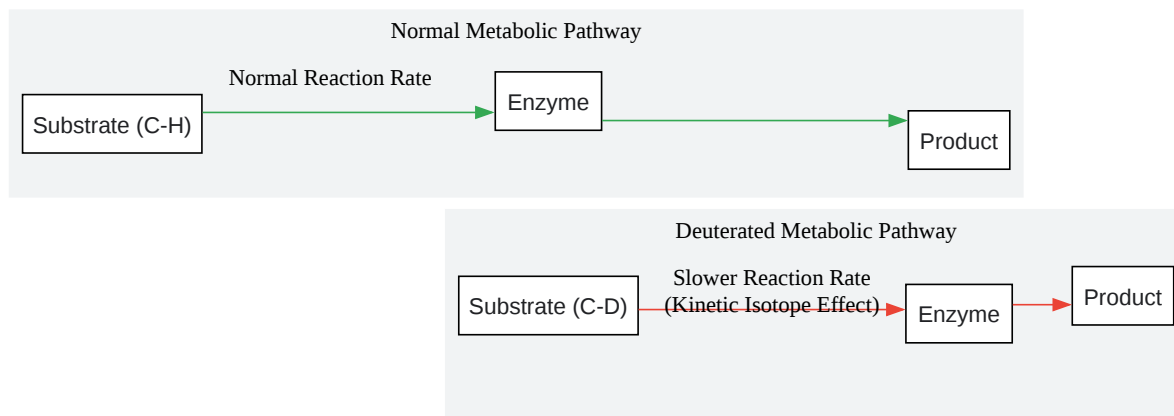 Normal Metabolic Pathway
Normal Reaction Rate
Substrate (C-H)
Enzyme
Product
Deuterated Metabolic Pathway
Slower Reaction Rate
(Kinetic Isotope Effect)
Substrate (C-D)
Enzyme
Product